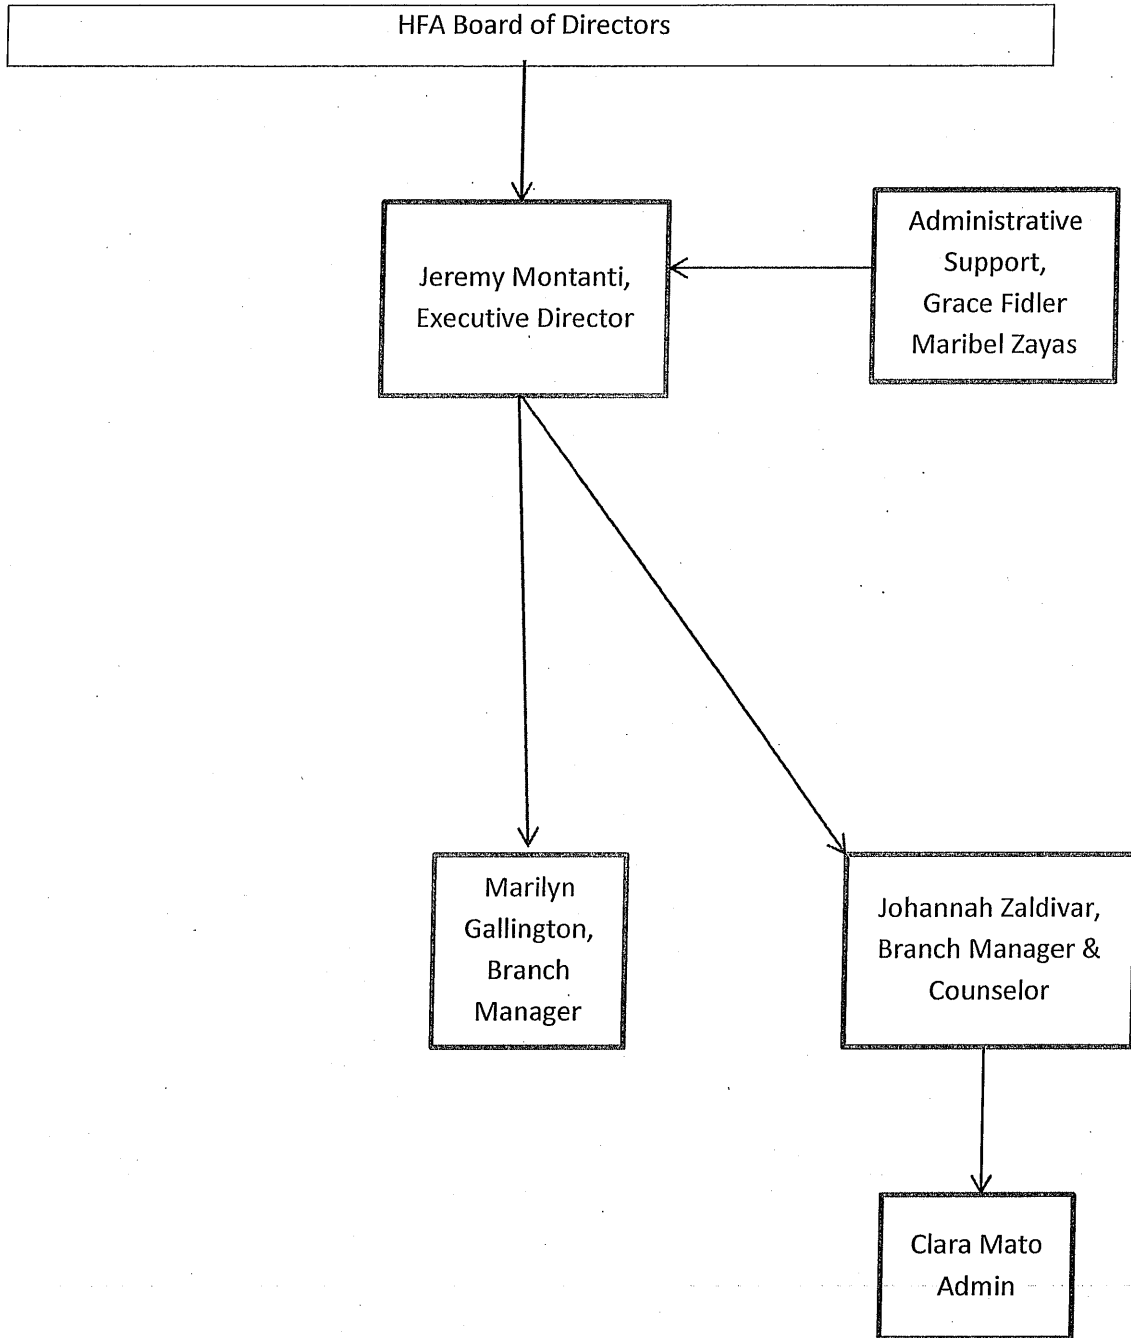 HFA Board of Directors
Jeremy Montanti,
Executive Director
Administrative
Support,
Grace Fidler
Maribel Zayas
Marilyn
Gallington,
Branch
Manager
Johannah Zaldivar,
Branch Manager &
Counselor
Clara Mato
Admin